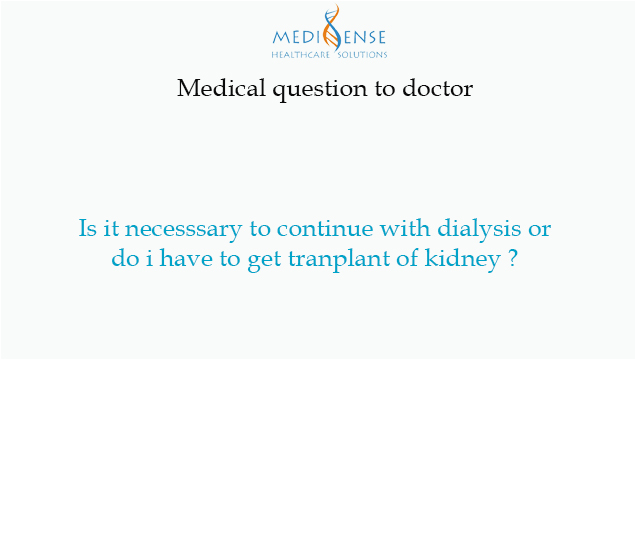 MEDISENSE
HEALTHCARE SOLUTIONS
Medical question to doctor
Is it necesssary to continue with dialysis or
do i have to get tranplant of kidney ?